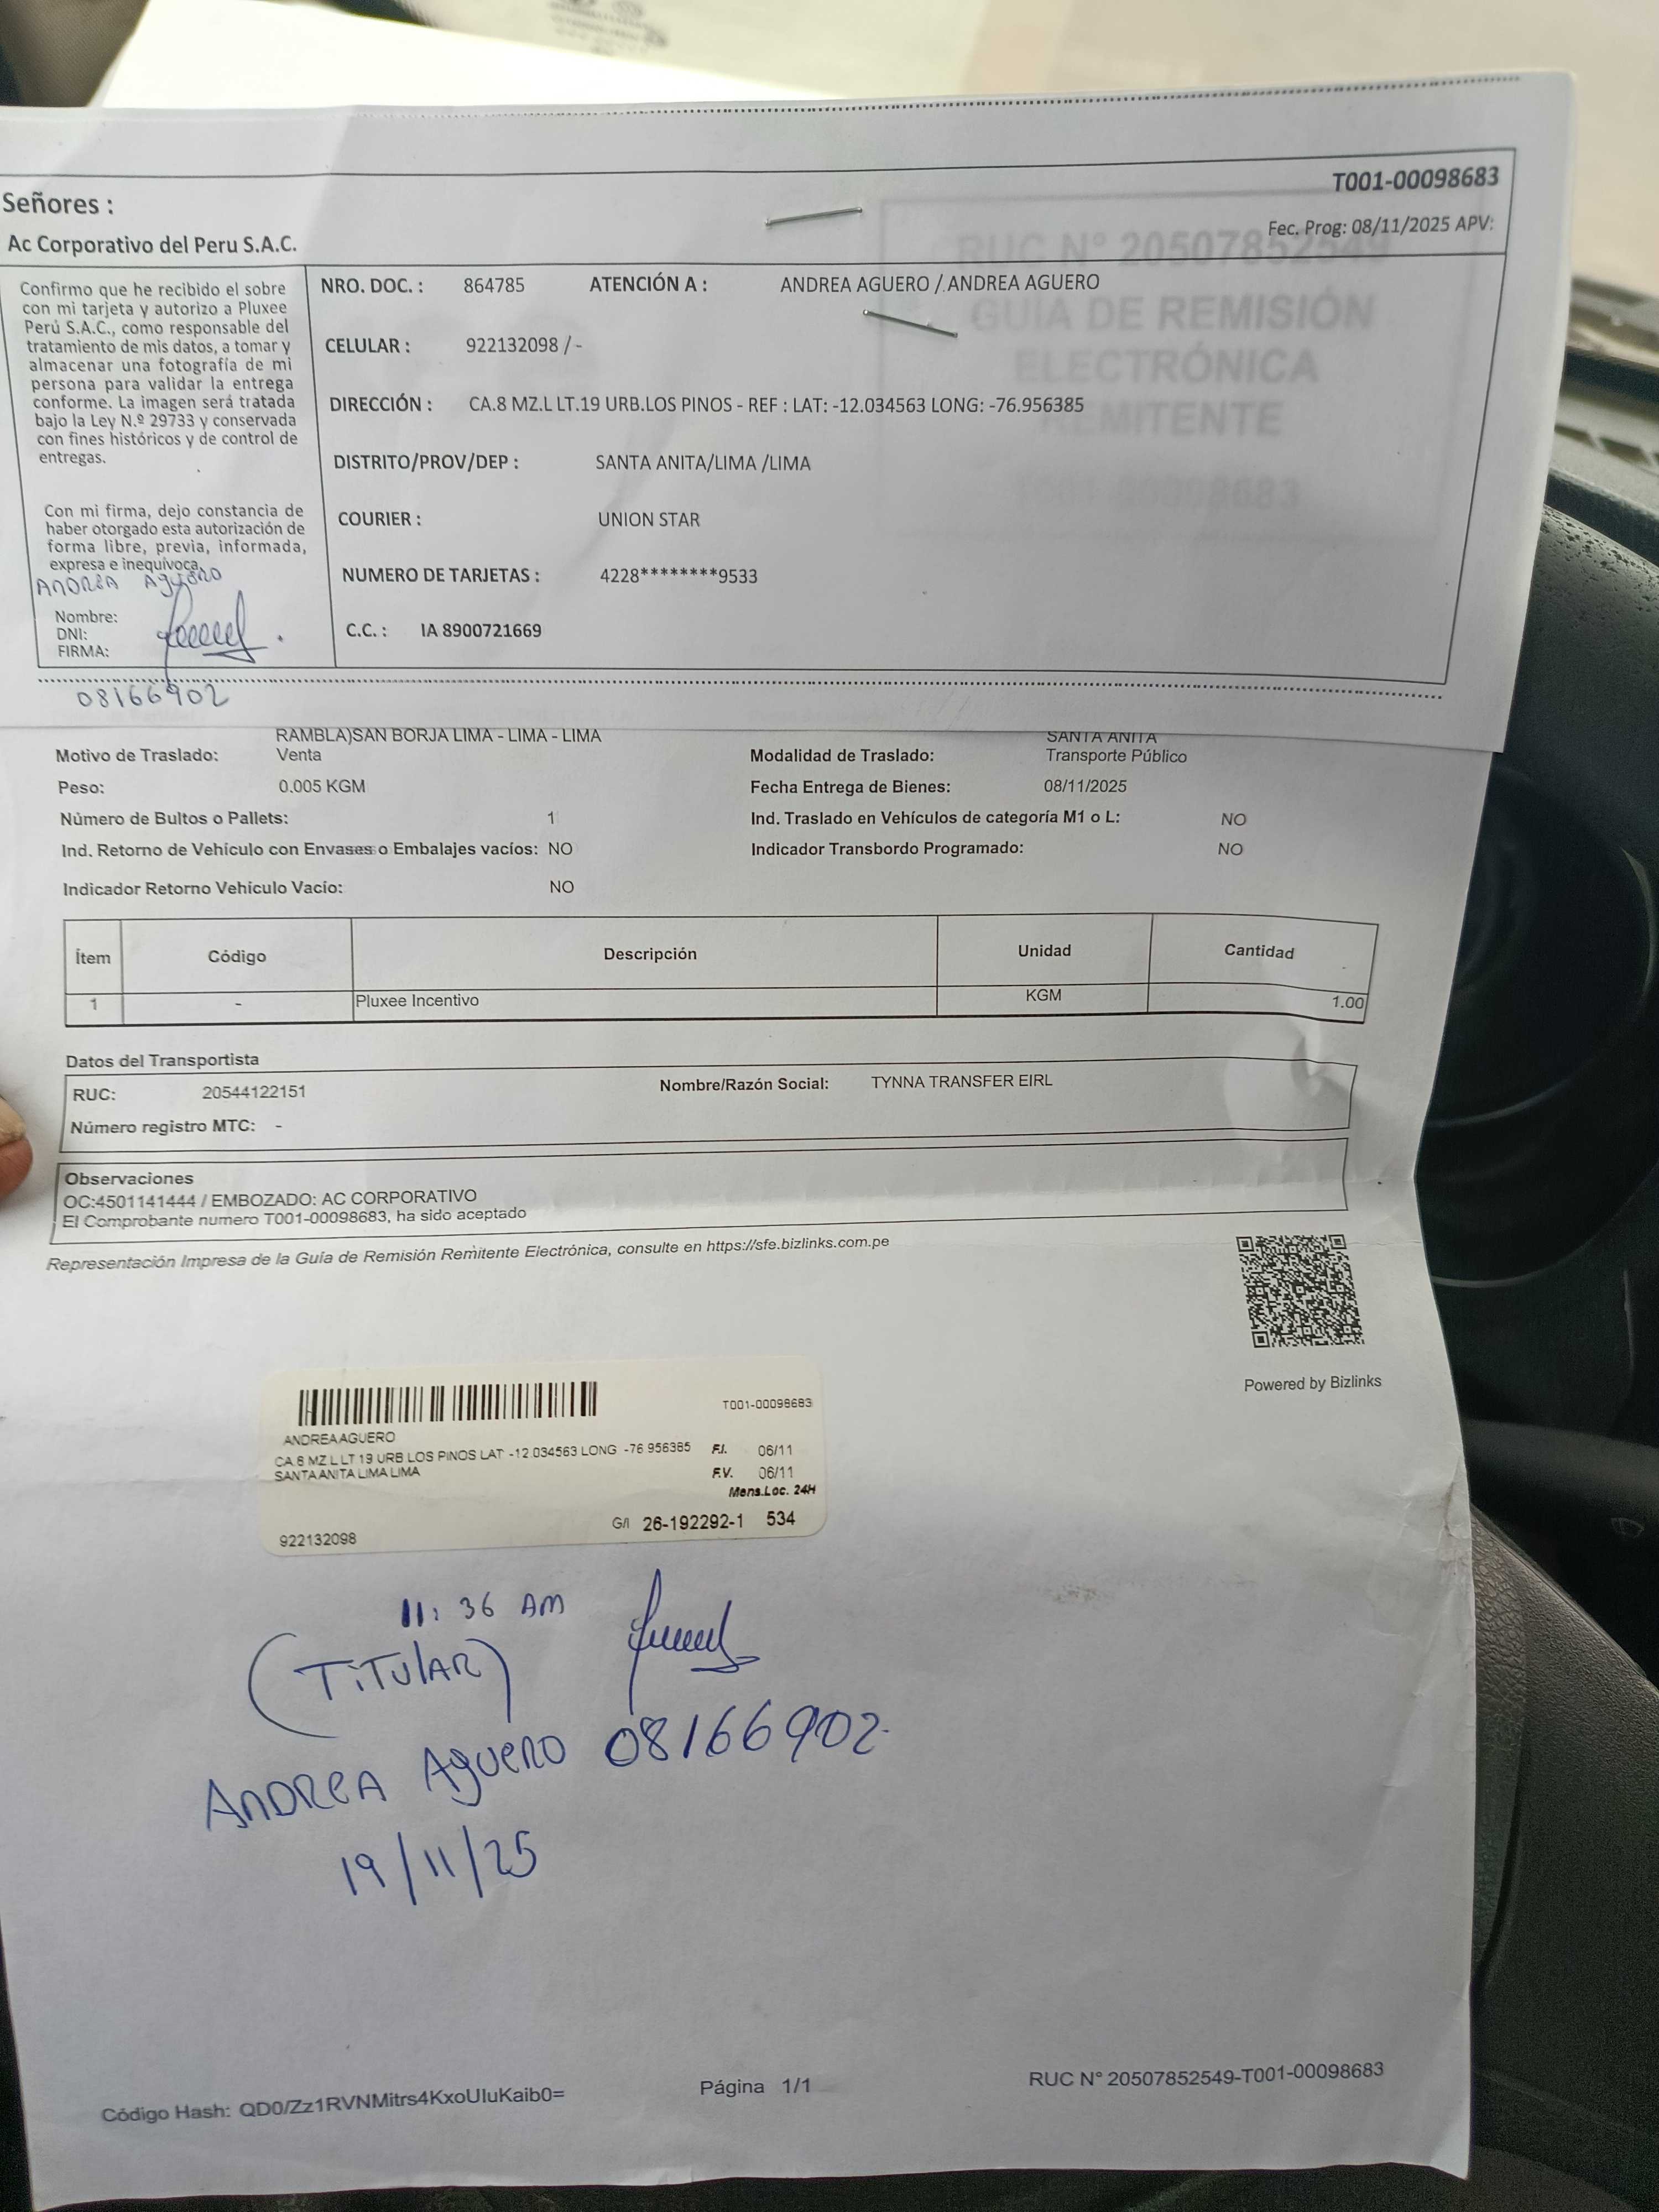 T001-00098683
Señores :
Fec. Prog: 08/11/2025 APV:
Ac Corporativo del Peru S.A.C.
RUC N° 20507852549
GUÍA DE REMISIÓN
ELECTRÓNICA
REMITENTE
T001-00098683
Confirmo que he recibido el sobre
con mi tarjeta y autorizo a Pluxee
Perú S.A.C., como responsable del
tratamiento de mis datos, a tomar y
almacenar una fotografía de mi
persona para validar la entrega
conforme. La imagen será tratada
bajo la Ley N.º 29733 y conservada
con fines históricos y de control de
entregas.
Con mi firma, dejo constancia de
haber otorgado esta autorización de
forma libre, previa, informada,
expresa e inequívoca.
ANDREA AGUERO
Nombre:
DNI:
FIRMA:
08166902
NRO. DOC. : 864785 ATENCIÓN A : ANDREA AGUERO / ANDREA AGUERO
CELULAR : 922132098 / -
DIRECCIÓN : CA.8 MZ.L LT.19 URB.LOS PINOS - REF : LAT: -12.034563 LONG: -76.956385
DISTRITO/PROV/DEP : SANTA ANITA/LIMA /LIMA
COURIER : UNION STAR
NUMERO DE TARJETAS : 4228********9533
C.C. : IA 8900721669
RAMBLA)SAN BORJA LIMA - LIMA - LIMA SANTA ANITA
Motivo de Traslado: Venta Modalidad de Traslado: Transporte Público
Peso: 0.005 KGM Fecha Entrega de Bienes: 08/11/2025
Número de Bultos o Pallets: 1 Ind. Traslado en Vehículos de categoría M1 o L: NO
Ind. Retorno de Vehículo con Envases o Embalajes vacíos: NO Indicador Transbordo Programado: NO
Indicador Retorno Vehículo Vacío: NO
Ítem Código Descripción Unidad Cantidad
1 - Pluxee Incentivo KGM 1.00
Datos del Transportista
RUC: 20544122151 Nombre/Razón Social: TYNNA TRANSFER EIRL
Número registro MTC: -
Observaciones
OC:4501141444 / EMBOZADO: AC CORPORATIVO
El Comprobante numero T001-00098683, ha sido aceptado
Representación Impresa de la Guía de Remisión Remitente Electrónica, consulte en https://sfe.bizlinks.com.pe
Powered by Bizlinks
T001-00098683
ANDREA AGUERO
CA.8 MZ L LT 19 URB LOS PINOS LAT -12.034563 LONG -76 956385 F.I. 06/11
SANTA ANITA LIMA LIMA F.V. 06/11
Mens.Loc. 24H
G/I 26-192292-1 534
922132098
11:36 AM
(TITULAR)
ANDREA AGUERO 08166902
19/11/25
Código Hash: QD0/Zz1RVNMitrs4KxoUIuKaib0= Página 1/1 RUC N° 20507852549-T001-00098683